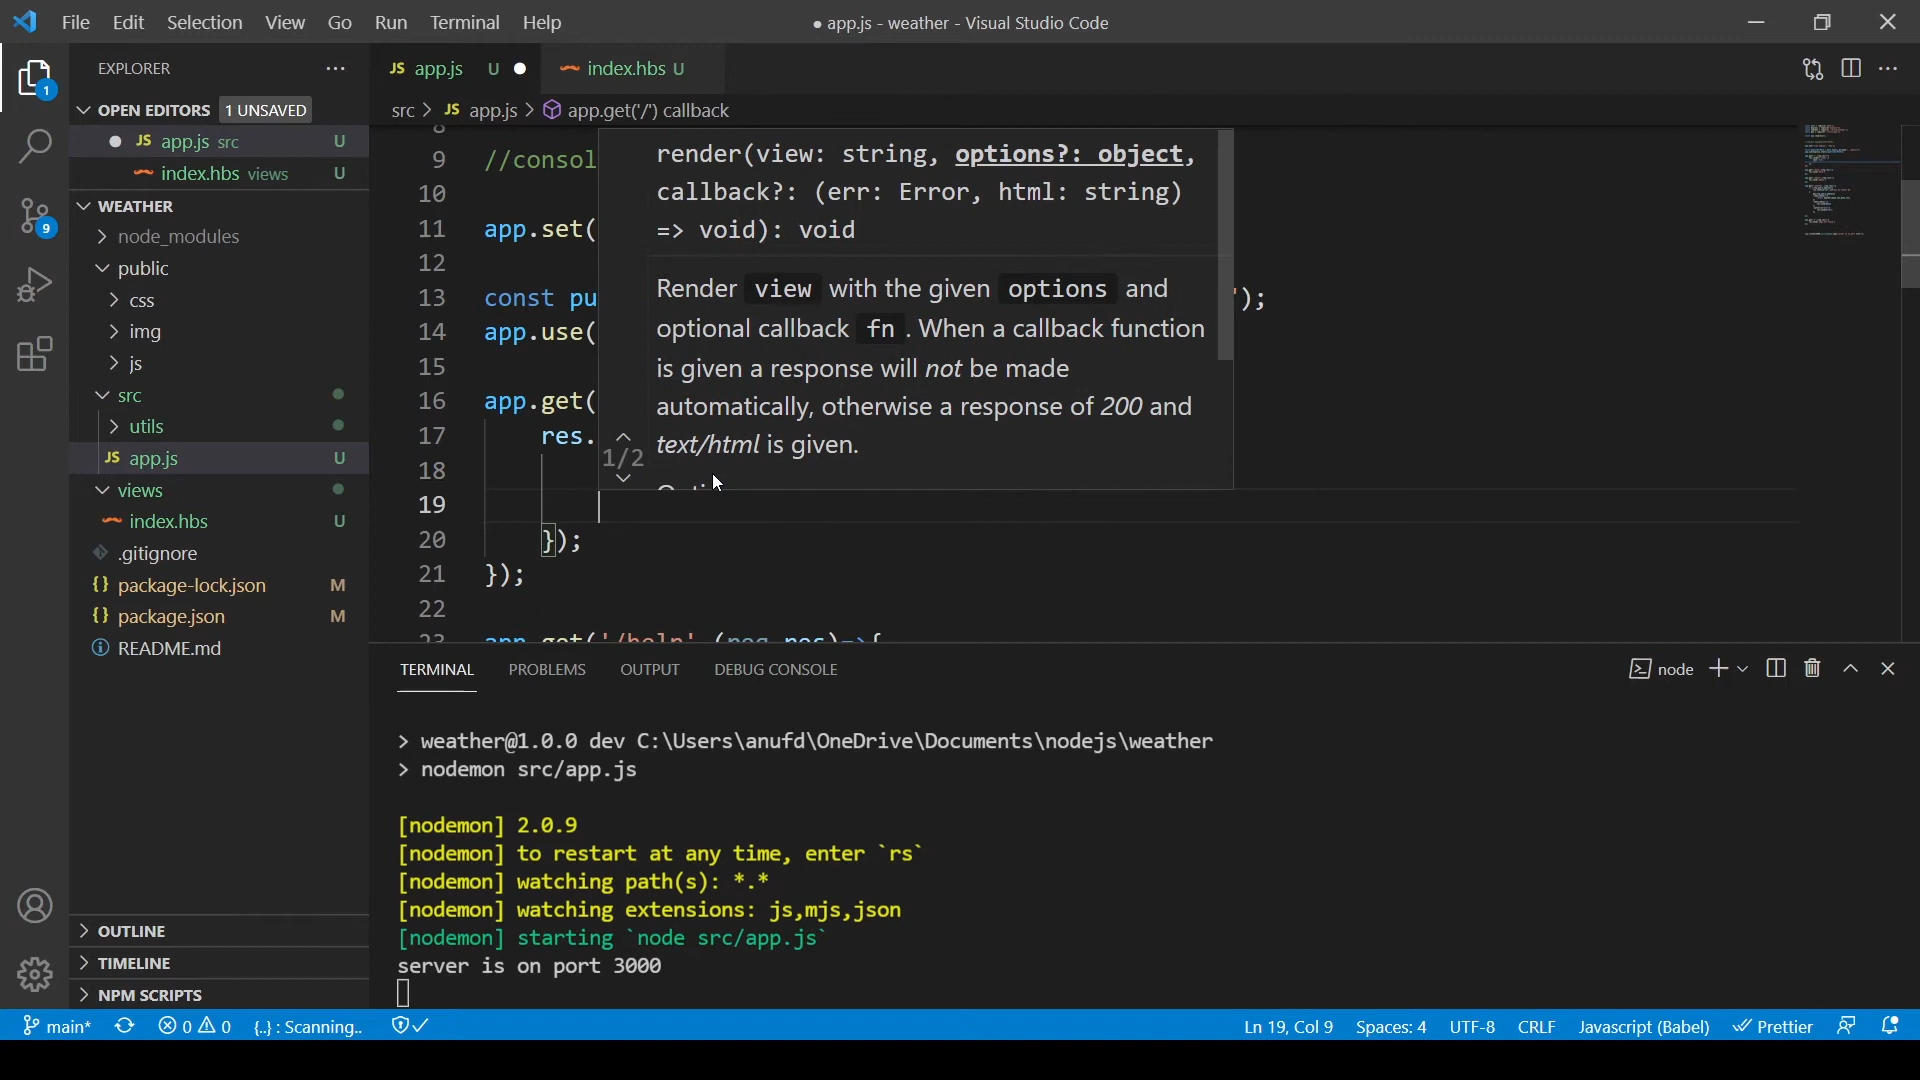 File Edit Selection View Go Run Terminal Help
● app.js - weather - Visual Studio Code
EXPLORER
JS app.js U
index.hbs U
OPEN EDITORS 1 UNSAVED
src > JS app.js > app.get('/') callback
JS app.js src U
index.hbs views U
WEATHER
node_modules
public
css
img
js
src
utils
JS app.js U
views
index.hbs U
.gitignore
package-lock.json M
package.json M
README.md
OUTLINE
TIMELINE
NPM SCRIPTS
9 //consol
10
11 app.set(
12
13 const pu ');
14 app.use(
15
16 app.get(
17 res.
18
19
20 });
21 });
22
23 app.get('/help',(req,res)=>{
render(view: string, options?: object,
callback?: (err: Error, html: string)
=> void): void
Render view with the given options and
optional callback fn . When a callback function
is given a response will not be made
automatically, otherwise a response of 200 and
text/html is given.
1/2
TERMINAL PROBLEMS OUTPUT DEBUG CONSOLE
node
> weather@1.0.0 dev C:\Users\anufd\OneDrive\Documents\nodejs\weather
> nodemon src/app.js
[nodemon] 2.0.9
[nodemon] to restart at any time, enter `rs`
[nodemon] watching path(s): *.*
[nodemon] watching extensions: js,mjs,json
[nodemon] starting `node src/app.js`
server is on port 3000
main* 0 0 {..} : Scanning..
Ln 19, Col 9 Spaces: 4 UTF-8 CRLF Javascript (Babel) Prettier
1
9